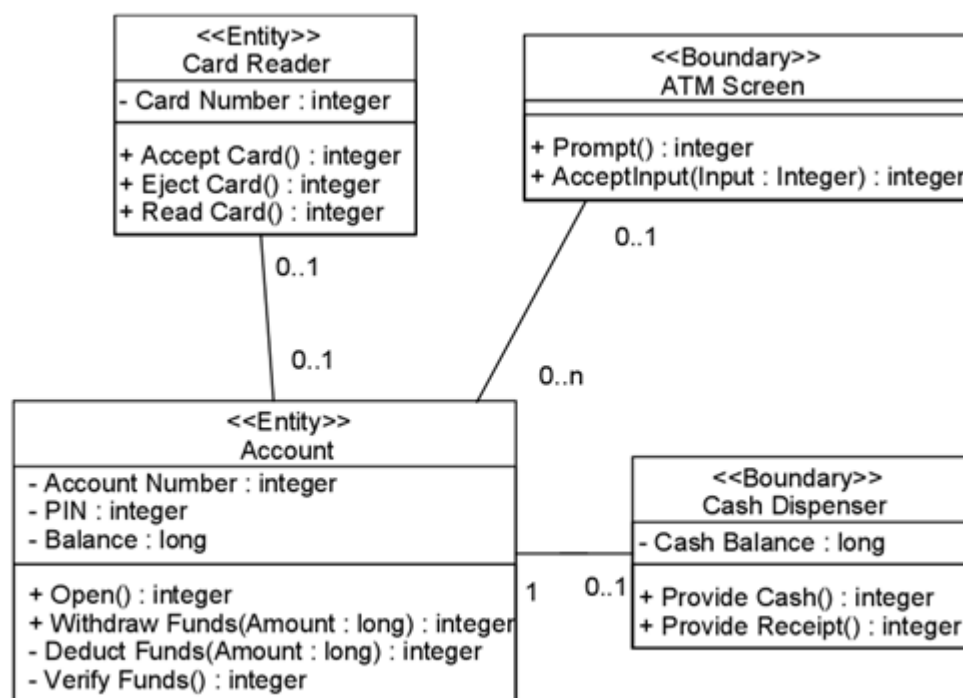 <<Entity>>
Card Reader
- Card Number : integer
+ Accept Card() : integer
+ Eject Card() : integer
+ Read Card() : integer
<<Boundary>>
ATM Screen
+ Prompt() : integer
+ AcceptInput(Input : Integer) : integer
0..1
0..1
0..1
0..n
<<Entity>>
Account
- Account Number : integer
- PIN : integer
- Balance : long
+ Open() : integer
+ Withdraw Funds(Amount : long) : integer
- Deduct Funds(Amount : long) : integer
- Verify Funds() : integer
1
0..1
<<Boundary>>
Cash Dispenser
- Cash Balance : long
+ Provide Cash() : integer
+ Provide Receipt() : integer